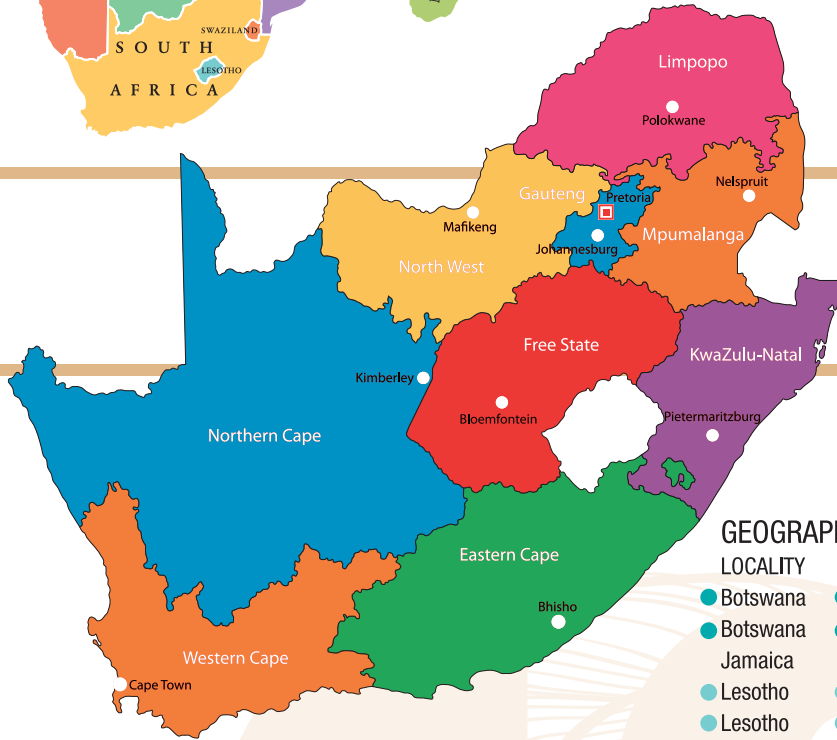 SWAZILAND
SOUTH
LESOTHO
AFRICA
Limpopo
Polokwane
Nelspruit
Gauteng
Pretoria
Mafikeng
Mpumalanga
Johannesburg
North West
Free State
KwaZulu-Natal
Kimberley
Bloemfontein
Pietermaritzburg
Northern Cape
Eastern Cape
Bhisho
Western Cape
Cape Town
LOCALITY
Botswana
Botswana
Jamaica
Lesotho
Lesotho